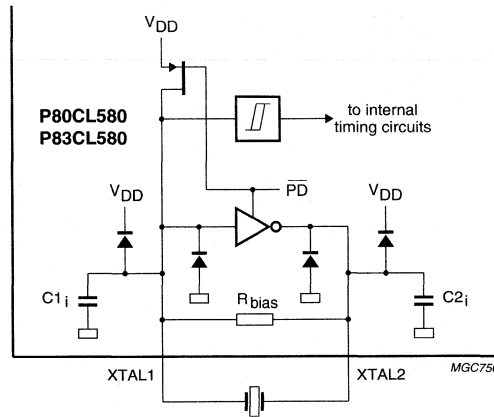 VDD
P80CL580
P83CL580
to internal
timing circuits
PD
VDD
VDD
C1i
Rbias
C2i
XTAL1
XTAL2